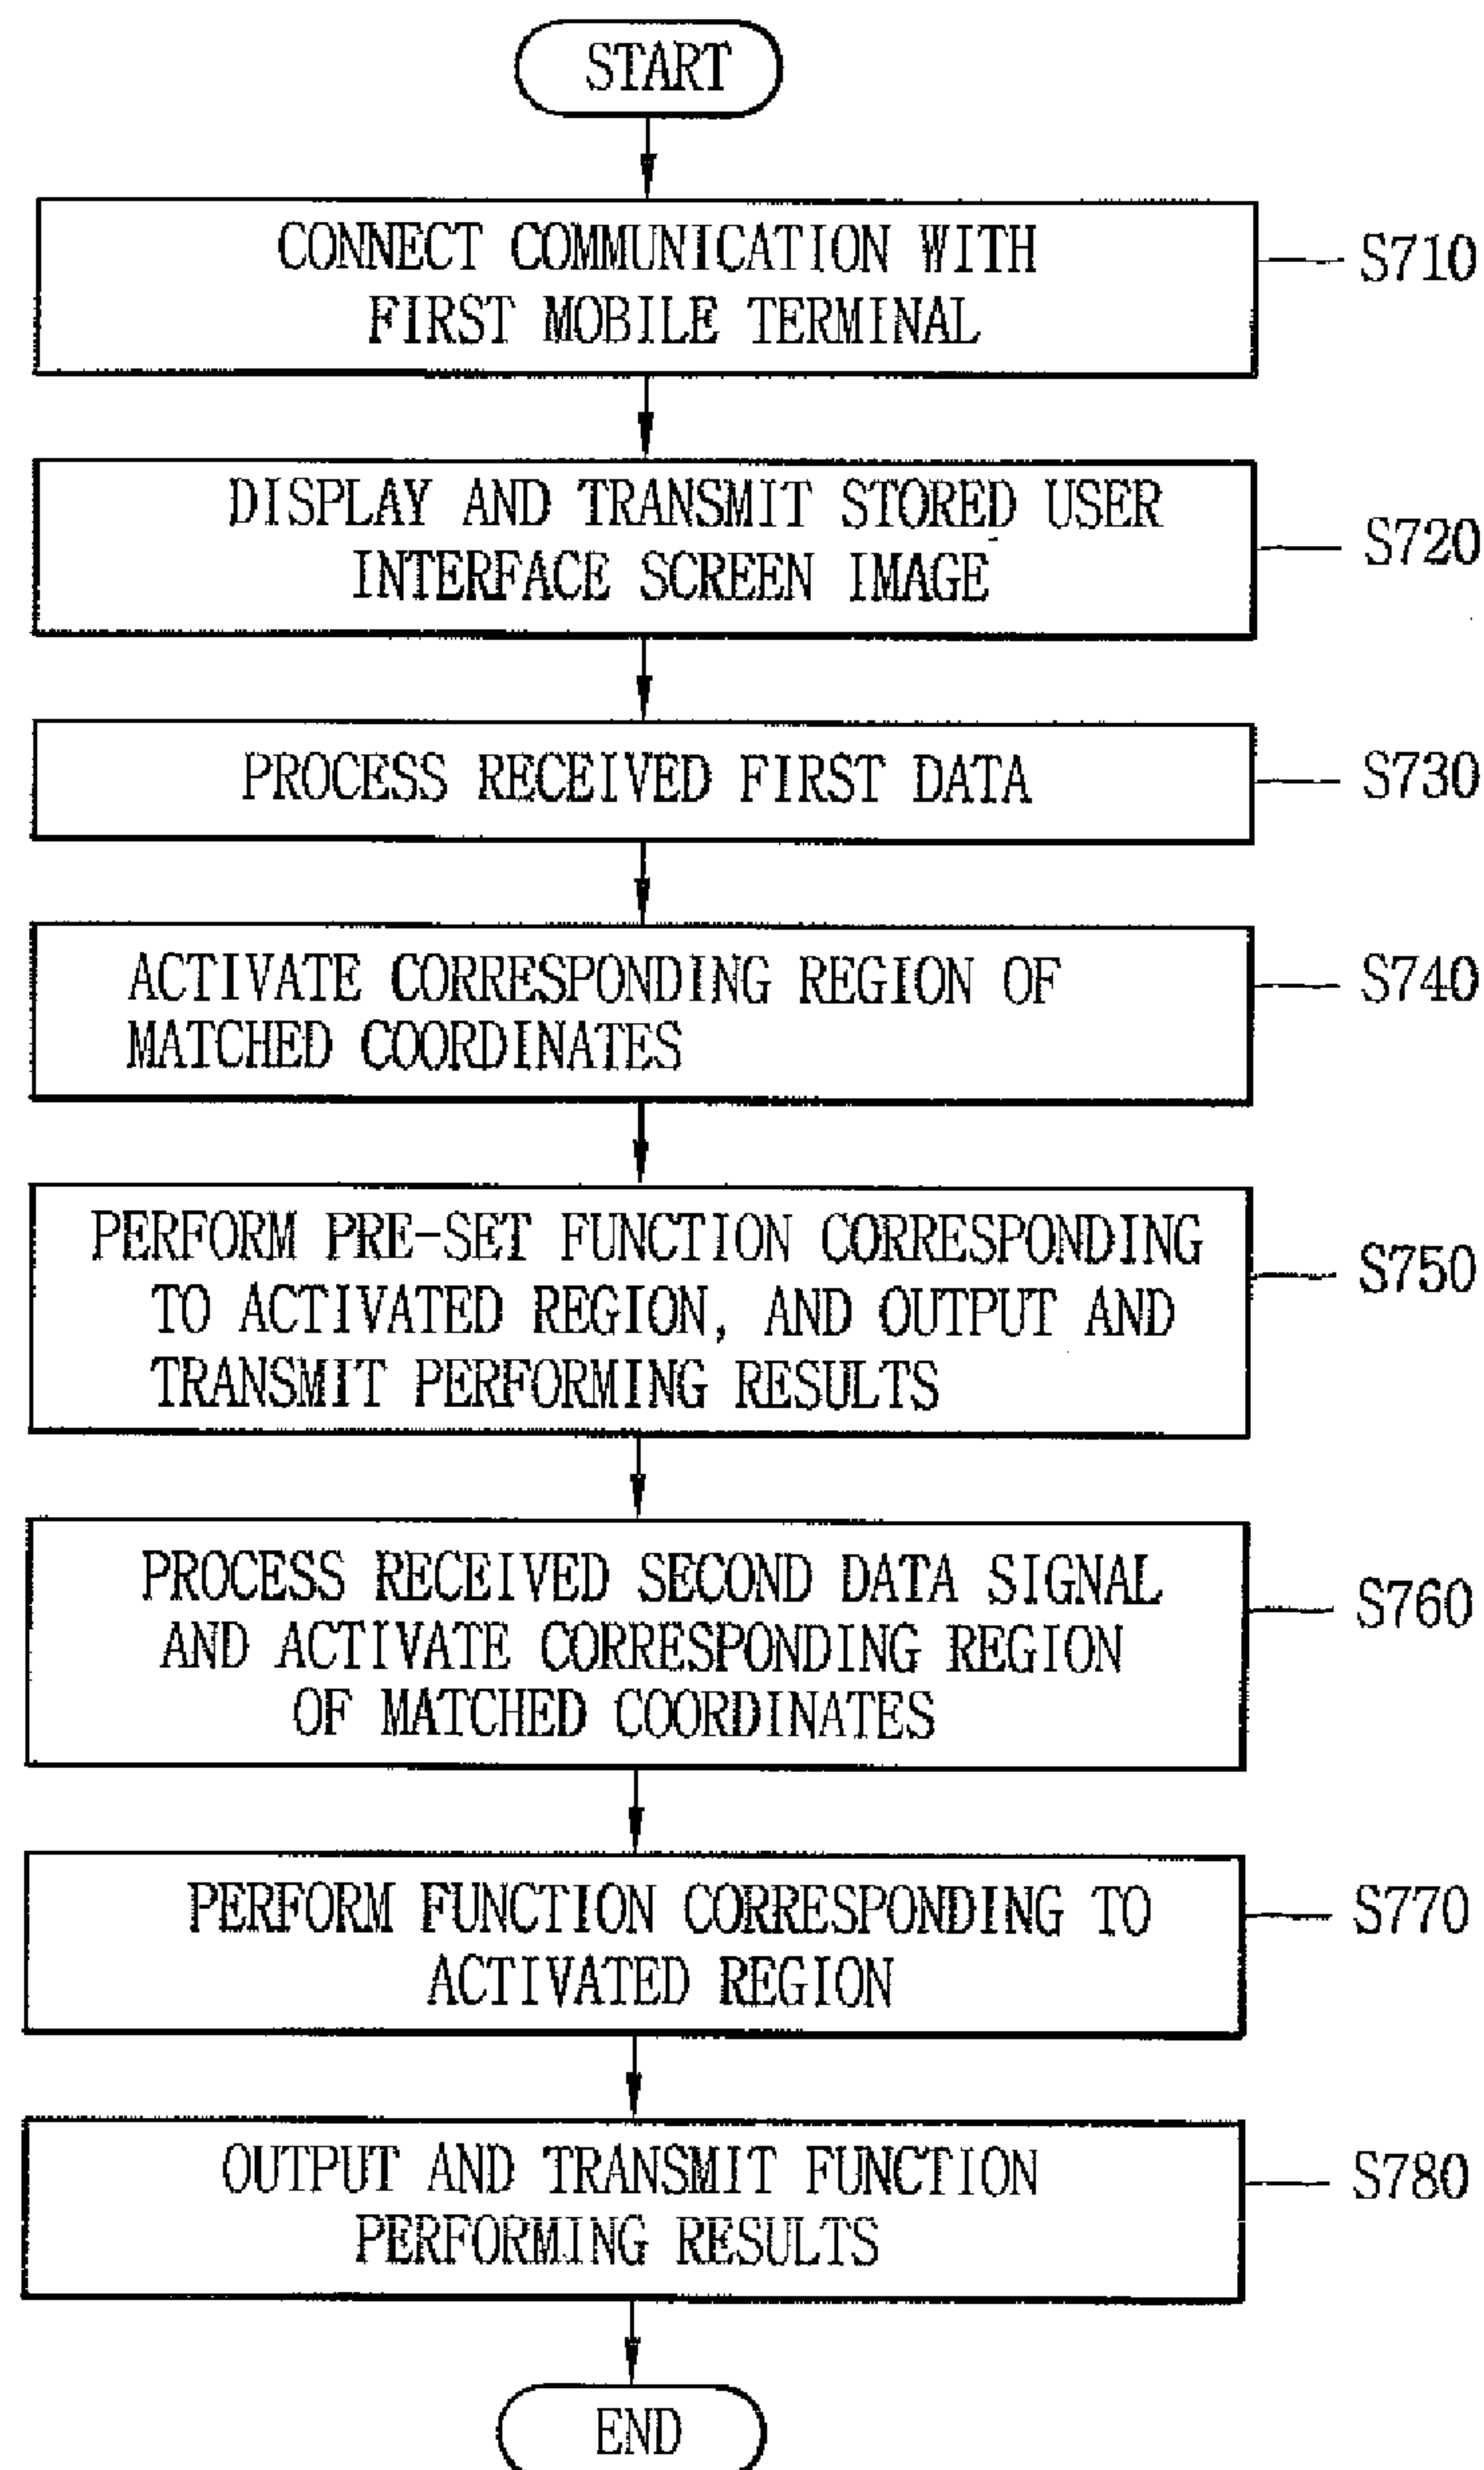 START
CONNECT COMMUNICATION WITH
FIRST MOBILE TERMINAL
S710
DISPLAY AND TRANSMIT STORED USER
INTERFACE SCREEN IMAGE
S720
PROCESS RECEIVED FIRST DATA
S730
ACTIVATE CORRESPONDING REGION OF
MATCHED COORDINATES
S740
PERFORM PRE-SET FUNCTION CORRESPONDING
TO ACTIVATED REGION, AND OUTPUT AND
TRANSMIT PERFORMING RESULTS
S750
PROCESS RECEIVED SECOND DATA SIGNAL
AND ACTIVATE CORRESPONDING REGION
OF MATCHED COORDINATES
S760
PERFORM FUNCTION CORRESPONDING TO
ACTIVATED REGION
S770
OUTPUT AND TRANSMIT FUNCTION
PERFORMING RESULTS
S780
END